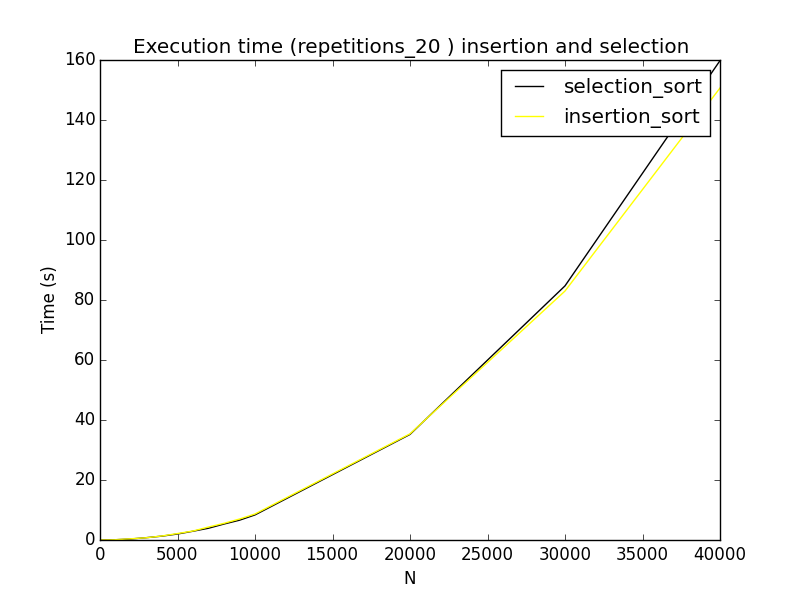 Execution time (repetitions_20 ) insertion and selection
160
140
120
100
80
60
40
20
0
Time (s)
selection_sort
insertion_sort
0 5000 10000 15000 20000 25000 30000 35000 40000
N